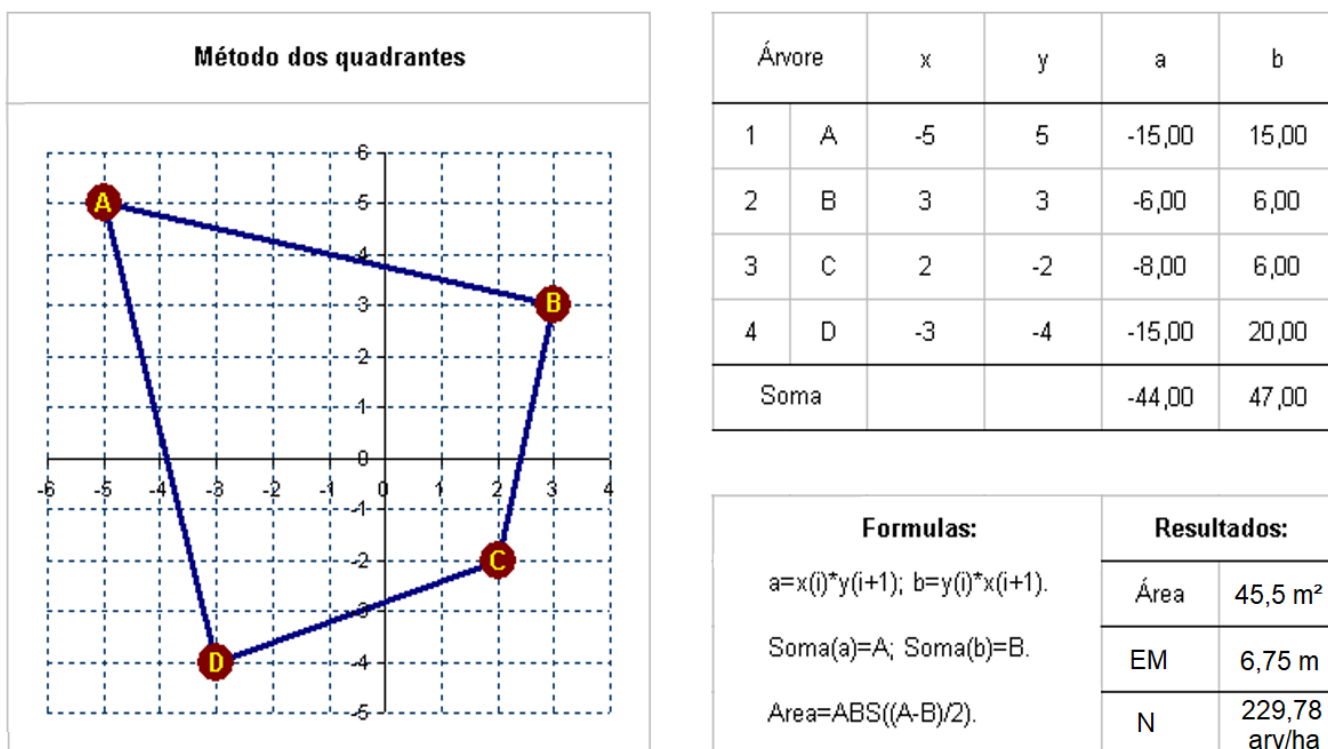 Método dos quadrantes
6
5
4
3
2
1
0
-1
-2
-3
-4
-5
-6 -5 -4 -3 -2 -1 0 1 2 3 4
A
B
C
D
Árvore x y a b
1 A -5 5 -15,00 15,00
2 B 3 3 -6,00 6,00
3 C 2 -2 -8,00 6,00
4 D -3 -4 -15,00 20,00
Soma -44,00 47,00
Formulas:
a=x(i)*y(i+1); b=y(i)*x(i+1).
Soma(a)=A; Soma(b)=B.
Area=ABS((A-B)/2).
Resultados:
Área 45,5 m²
EM 6,75 m
N 229,78
arv/ha